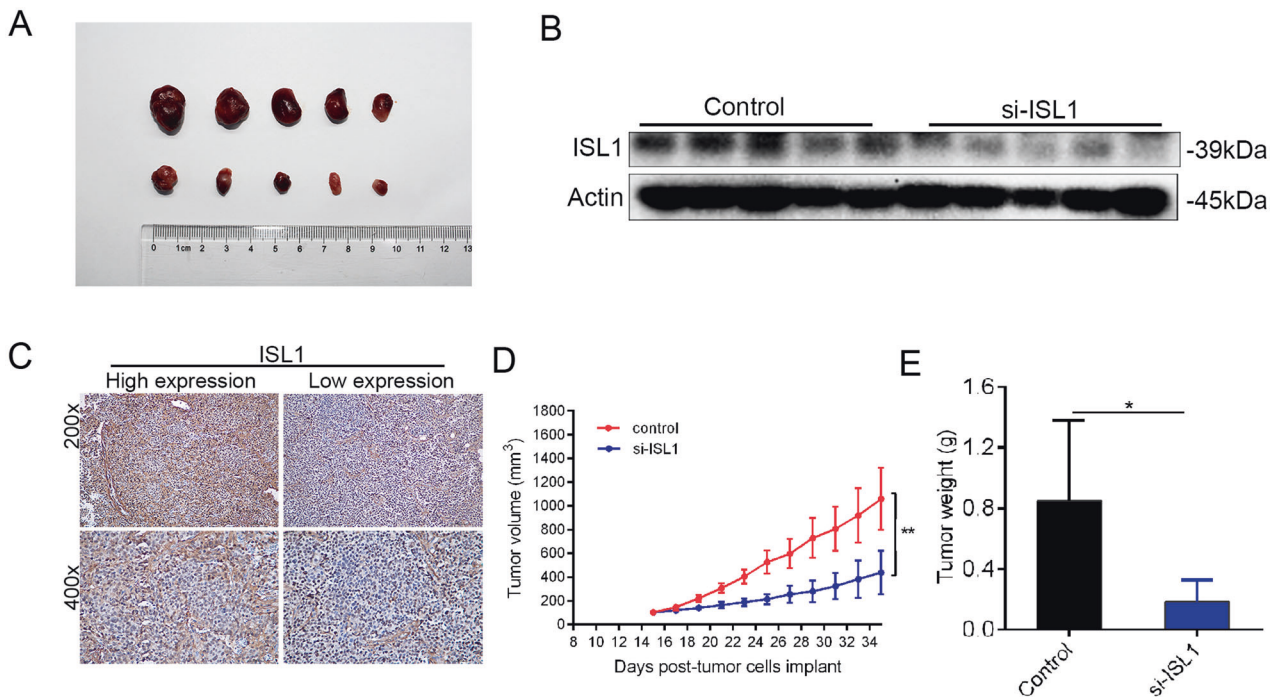 A
0 1cm 2 3 4 5 6 7 8 9 10 11 12 13
B
Control si-ISL1
ISL1 -39kDa
Actin -45kDa
C
ISL1
High expression Low expression
200x
400x
D
control
si-ISL1
Tumor volume (mm³)
1800
1600
1400
1200
1000
800
600
400
200
0
**
8 10 12 14 16 18 20 22 24 26 28 30 32 34
Days post-tumor cells implant
E
Tumor weight (g)
1.6
1.2
0.8
0.4
0.0
*
Control
si-ISL1